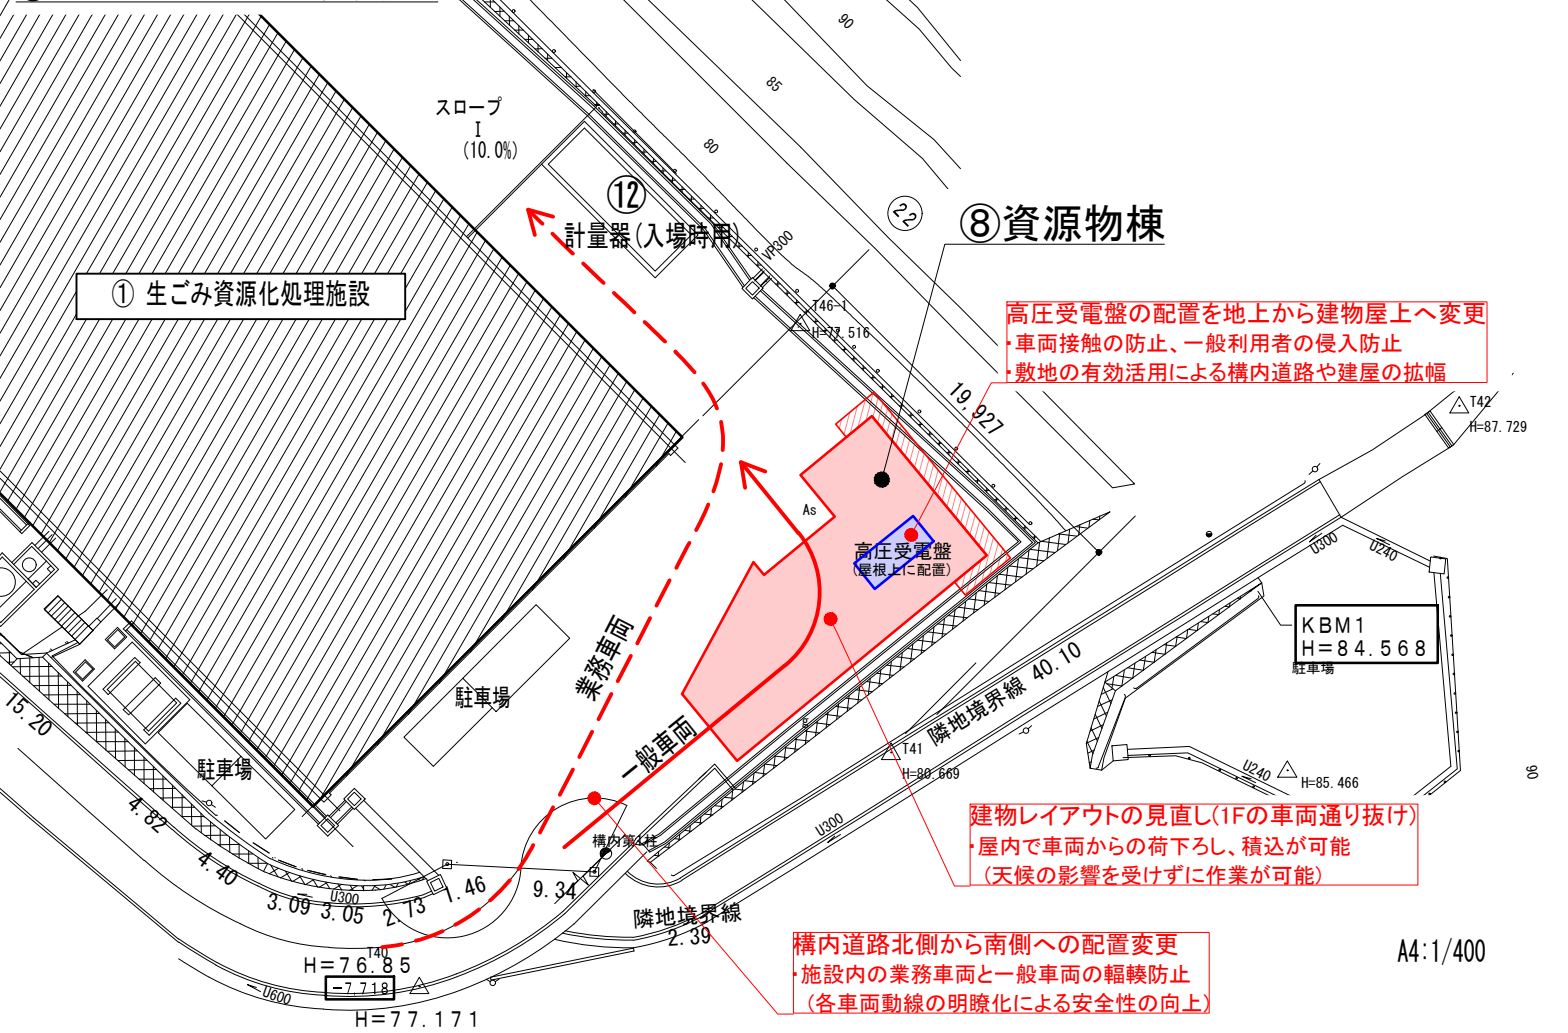 90
85
80
スロープ
I
(10.0%)
⑫
計量器(入場時用)
VP300
22
⑧資源物棟
① 生ごみ資源化処理施設
T46-1
H=77.516
高圧受電盤の配置を地上から建物屋上へ変更
・車両接触の防止、一般利用者の侵入防止
・敷地の有効活用による構内道路や建屋の拡幅
19,927
T42
H=87.729
As
高圧受電盤
(屋根上に配置)
U300
U240
KBM1
H=84.568
駐車場
業務車両
駐車場
一般車両
隣地境界線 40.10
T41
H=80.669
U240
H=85.466
90
15.20
駐車場
4.82
4.40
3.09
U300
3.05
2.73
1.46
9.34
構内第1柱
U300
建物レイアウトの見直し(1Fの車両通り抜け)
・屋内で車両からの荷下ろし、積込が可能
(天候の影響を受けずに作業が可能)
隣地境界線
2.39
構内道路北側から南側への配置変更
・施設内の業務車両と一般車両の輻輳防止
(各車両動線の明瞭化による安全性の向上)
T40
H=76.85
-7.718
U600
H=77.171
A4:1/400